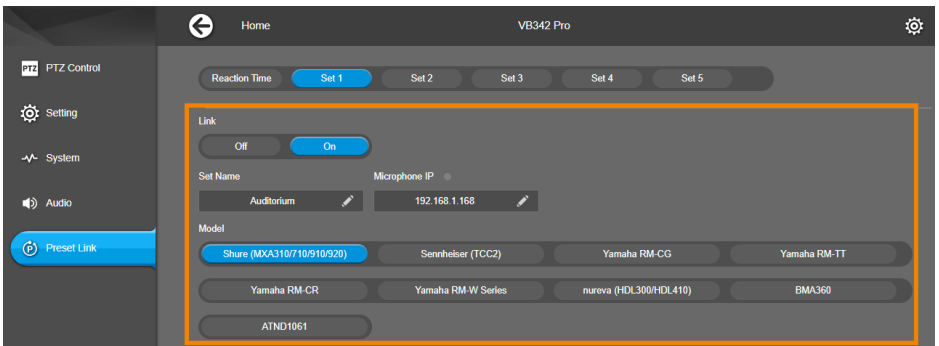 Home
VB342 Pro
PTZ PTZ Control
Setting
System
Audio
P Preset Link
Reaction Time Set 1 Set 2 Set 3 Set 4 Set 5
Link
Off On
Set Name Microphone IP
Auditorium 192.168.1.168
Model
Shure (MXA310/710/910/920) Sennheiser (TCC2) Yamaha RM-CG Yamaha RM-TT
Yamaha RM-CR Yamaha RM-W Series nureva (HDL300/HDL410) BMA360
ATND1061